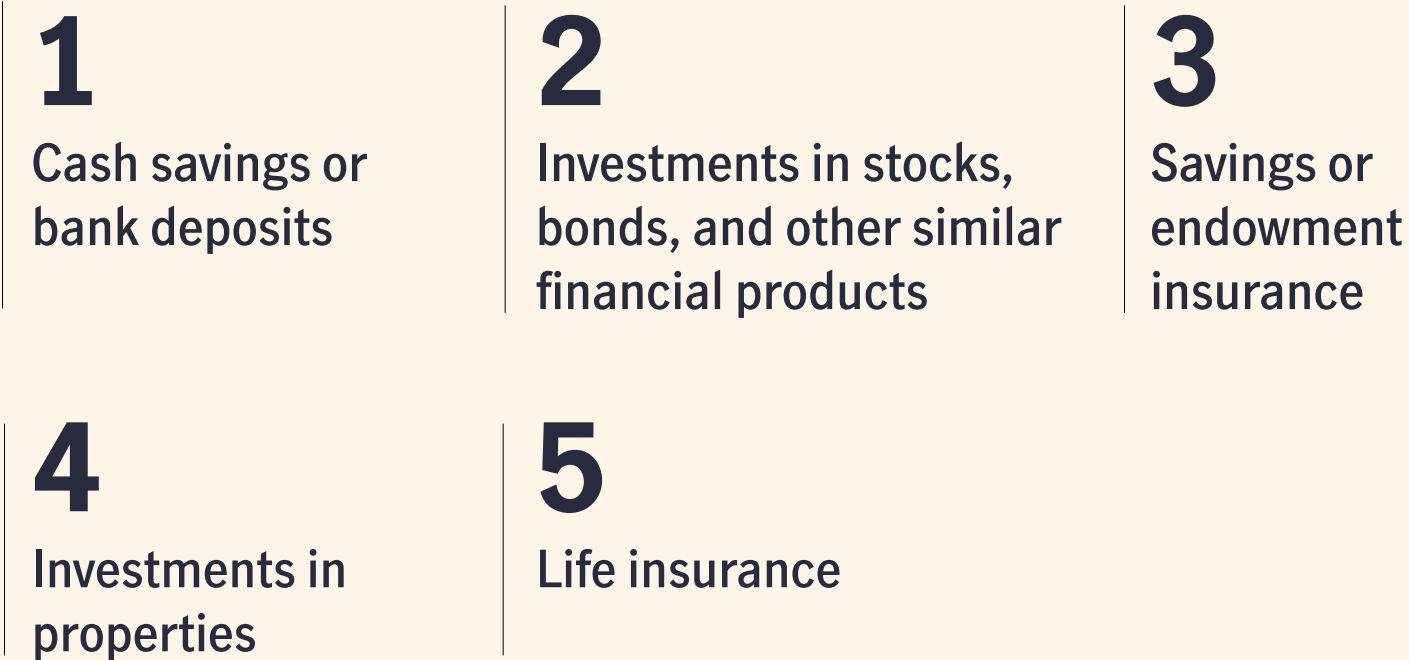 1
Cash savings or
bank deposits
2
Investments in stocks,
bonds, and other similar
financial products
3
Savings or
endowment
insurance
4
Investments in
properties
5
Life insurance